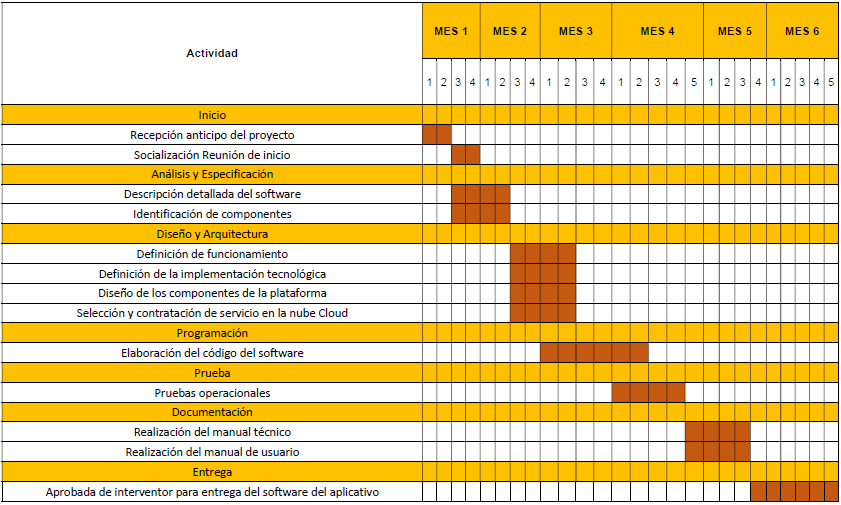 Actividad
MES 1 MES 2 MES 3 MES 4 MES 5 MES 6
1 2 3 4 1 2 3 4 1 2 3 4 1 2 3 4 5 1 2 3 4 1 2 3 4 5
Inicio
Recepción anticipo del proyecto
Socialización Reunión de inicio
Análisis y Especificación
Descripción detallada del software
Identificación de componentes
Diseño y Arquitectura
Definición de funcionamiento
Definición de la implementación tecnológica
Diseño de los componentes de la plataforma
Selección y contratación de servicio en la nube Cloud
Programación
Elaboración del código del software
Prueba
Pruebas operacionales
Documentación
Realización del manual técnico
Realización del manual de usuario
Entrega
Aprobada de interventor para entrega del software del aplicativo